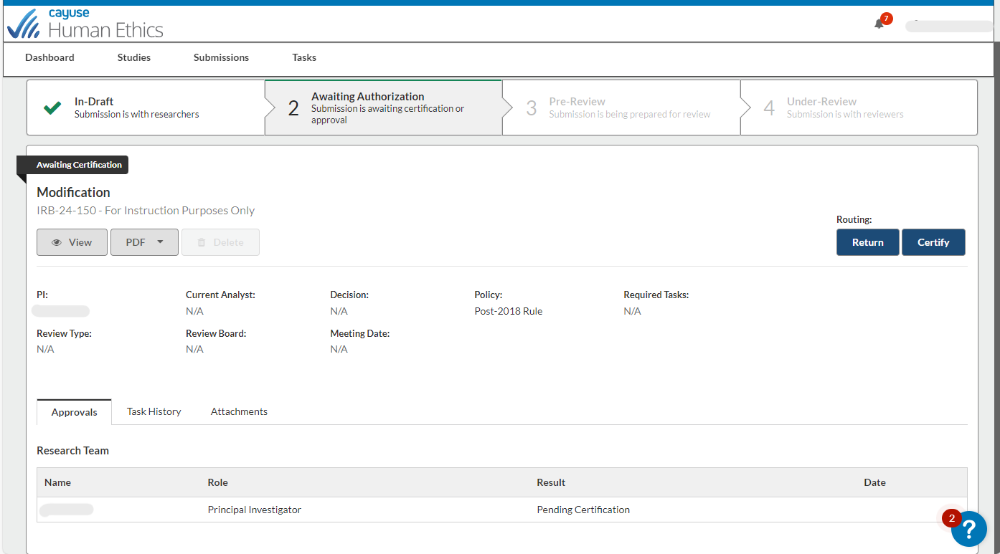 cayuse
Human Ethics
7
Dashboard Studies Submissions Tasks
In-Draft
Submission is with researchers
2
Awaiting Authorization
Submission is awaiting certification or
approval
3
Pre-Review
Submission is being prepared for review
4
Under-Review
Submission is with reviewers
Awaiting Certification
Modification
IRB-24-150 - For Instruction Purposes Only
Routing:
View PDF Delete Return Certify
PI: Current Analyst: Decision: Policy: Required Tasks:
N/A N/A Post-2018 Rule N/A
Review Type: Review Board: Meeting Date:
N/A N/A N/A
Approvals Task History Attachments
Research Team
Name Role Result Date
Principal Investigator Pending Certification
2
?